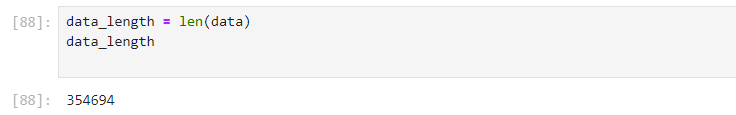 [88]: data_length = len(data)
data_length
[88]: 354694